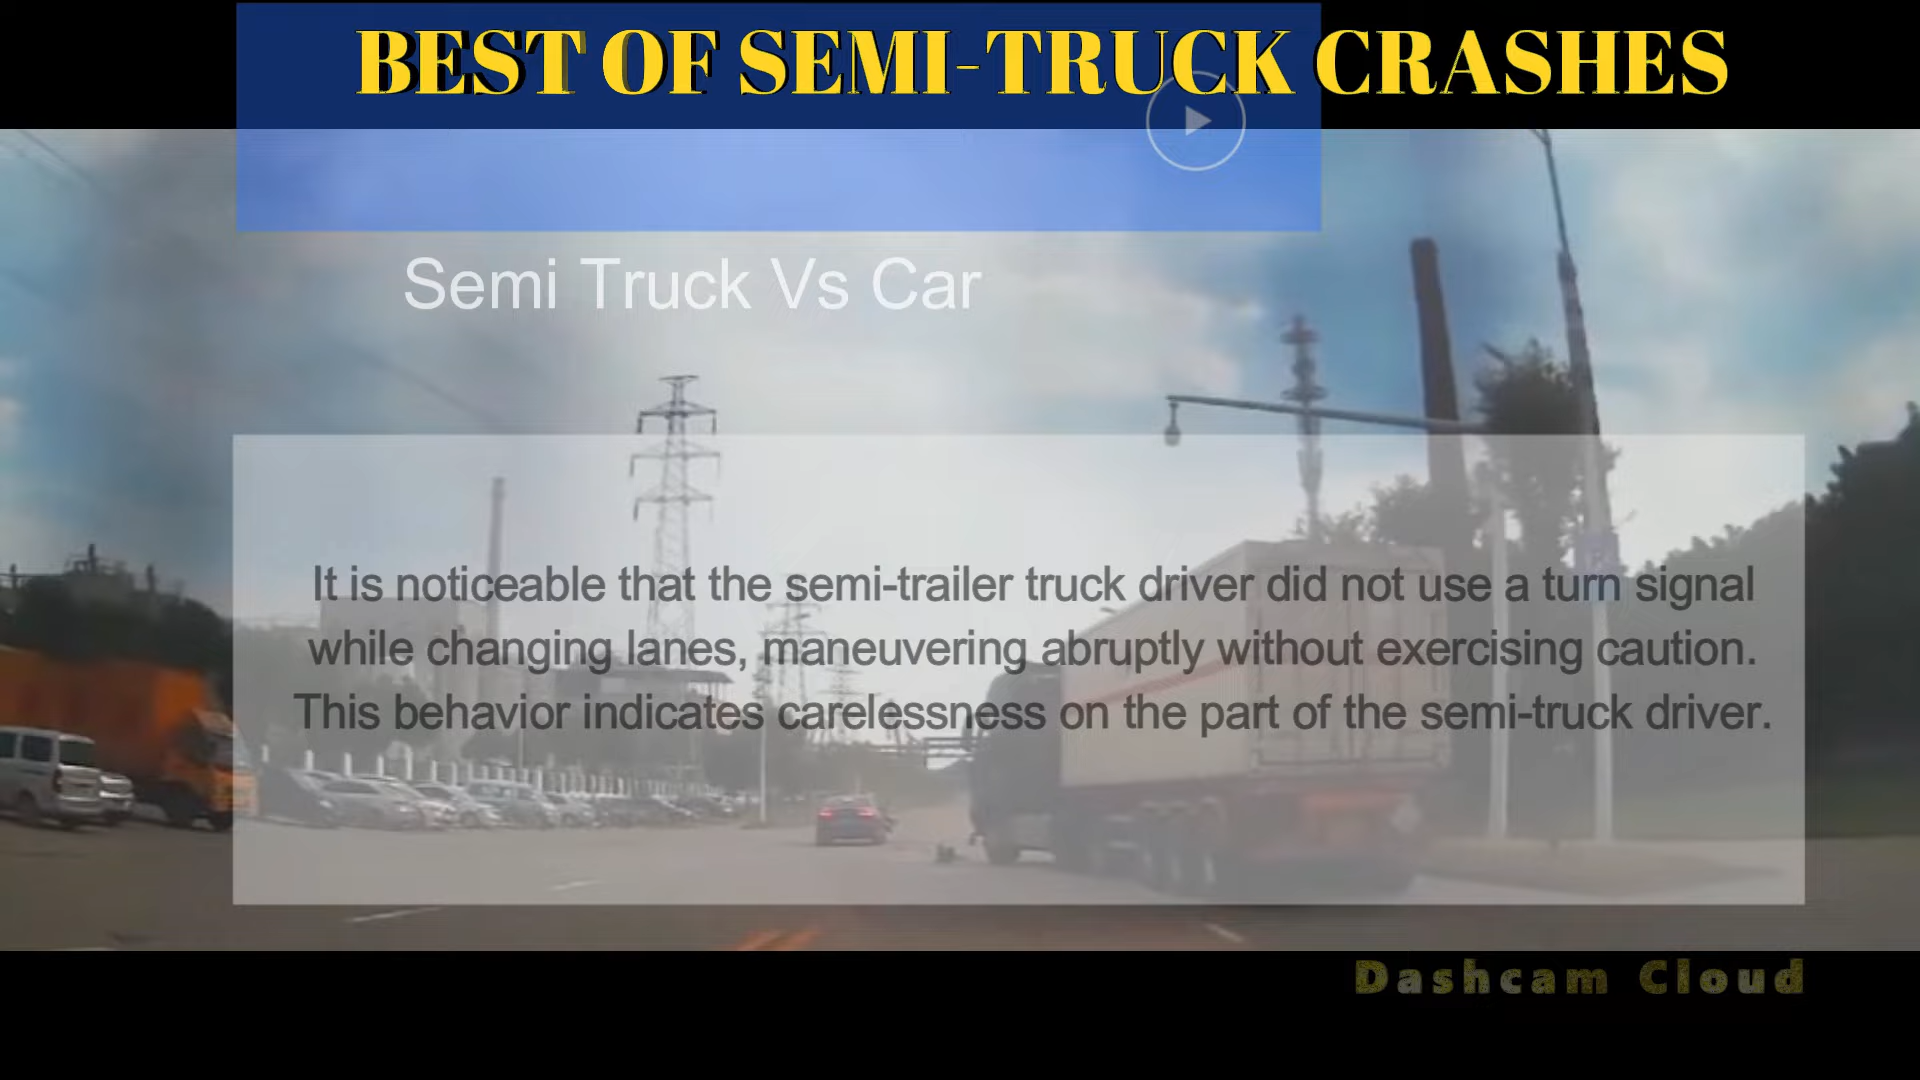 BEST OF SEMI-TRUCK CRASHES
Semi Truck Vs Car
It is noticeable that the semi-trailer truck driver did not use a turn signal
while changing lanes, maneuvering abruptly without exercising caution.
This behavior indicates carelessness on the part of the semi-truck driver.
Dashcam Cloud